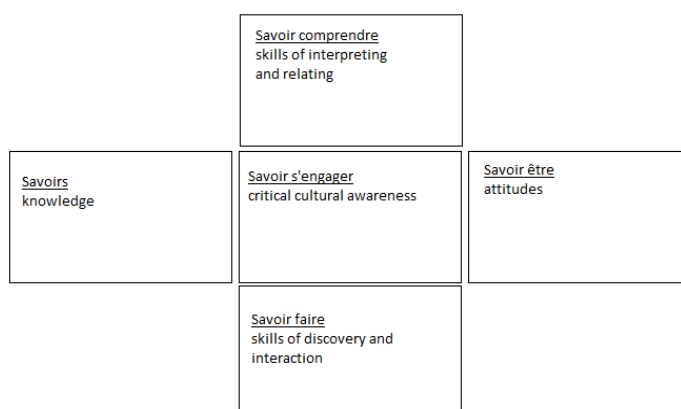 Savoir comprendre
skills of interpreting
and relating
Savoirs
knowledge
Savoir s'engager
critical cultural awareness
Savoir être
attitudes
Savoir faire
skills of discovery and
interaction